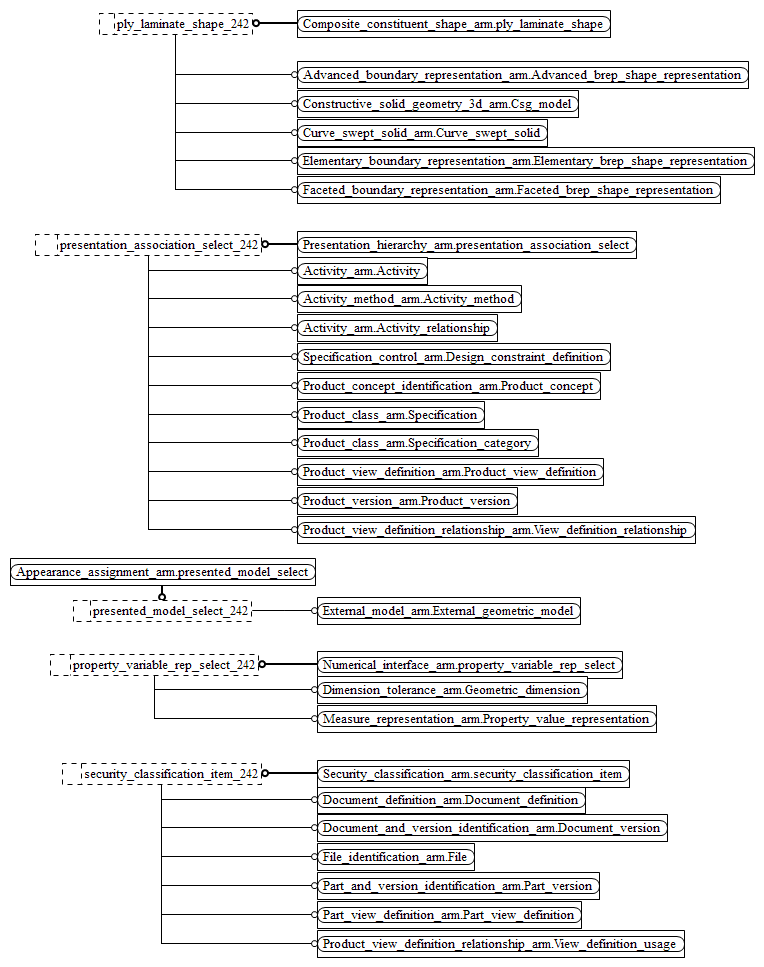 ply_laminate_shape_242
Composite_constituent_shape_arm.ply_laminate_shape
Advanced_boundary_representation_arm.Advanced_brep_shape_representation
Constructive_solid_geometry_3d_arm.Csg_model
Curve_swept_solid_arm.Curve_swept_solid
Elementary_boundary_representation_arm.Elementary_brep_shape_representation
Faceted_boundary_representation_arm.Faceted_brep_shape_representation
presentation_association_select_242
Presentation_hierarchy_arm.presentation_association_select
Activity_arm.Activity
Activity_method_arm.Activity_method
Activity_arm.Activity_relationship
Specification_control_arm.Design_constraint_definition
Product_concept_identification_arm.Product_concept
Product_class_arm.Specification
Product_class_arm.Specification_category
Product_view_definition_arm.Product_view_definition
Product_version_arm.Product_version
Product_view_definition_relationship_arm.View_definition_relationship
Appearance_assignment_arm.presented_model_select
presented_model_select_242
External_model_arm.External_geometric_model
property_variable_rep_select_242
Numerical_interface_arm.property_variable_rep_select
Dimension_tolerance_arm.Geometric_dimension
Measure_representation_arm.Property_value_representation
security_classification_item_242
Security_classification_arm.security_classification_item
Document_definition_arm.Document_definition
Document_and_version_identification_arm.Document_version
File_identification_arm.File
Part_and_version_identification_arm.Part_version
Part_view_definition_arm.Part_view_definition
Product_view_definition_relationship_arm.View_definition_usage